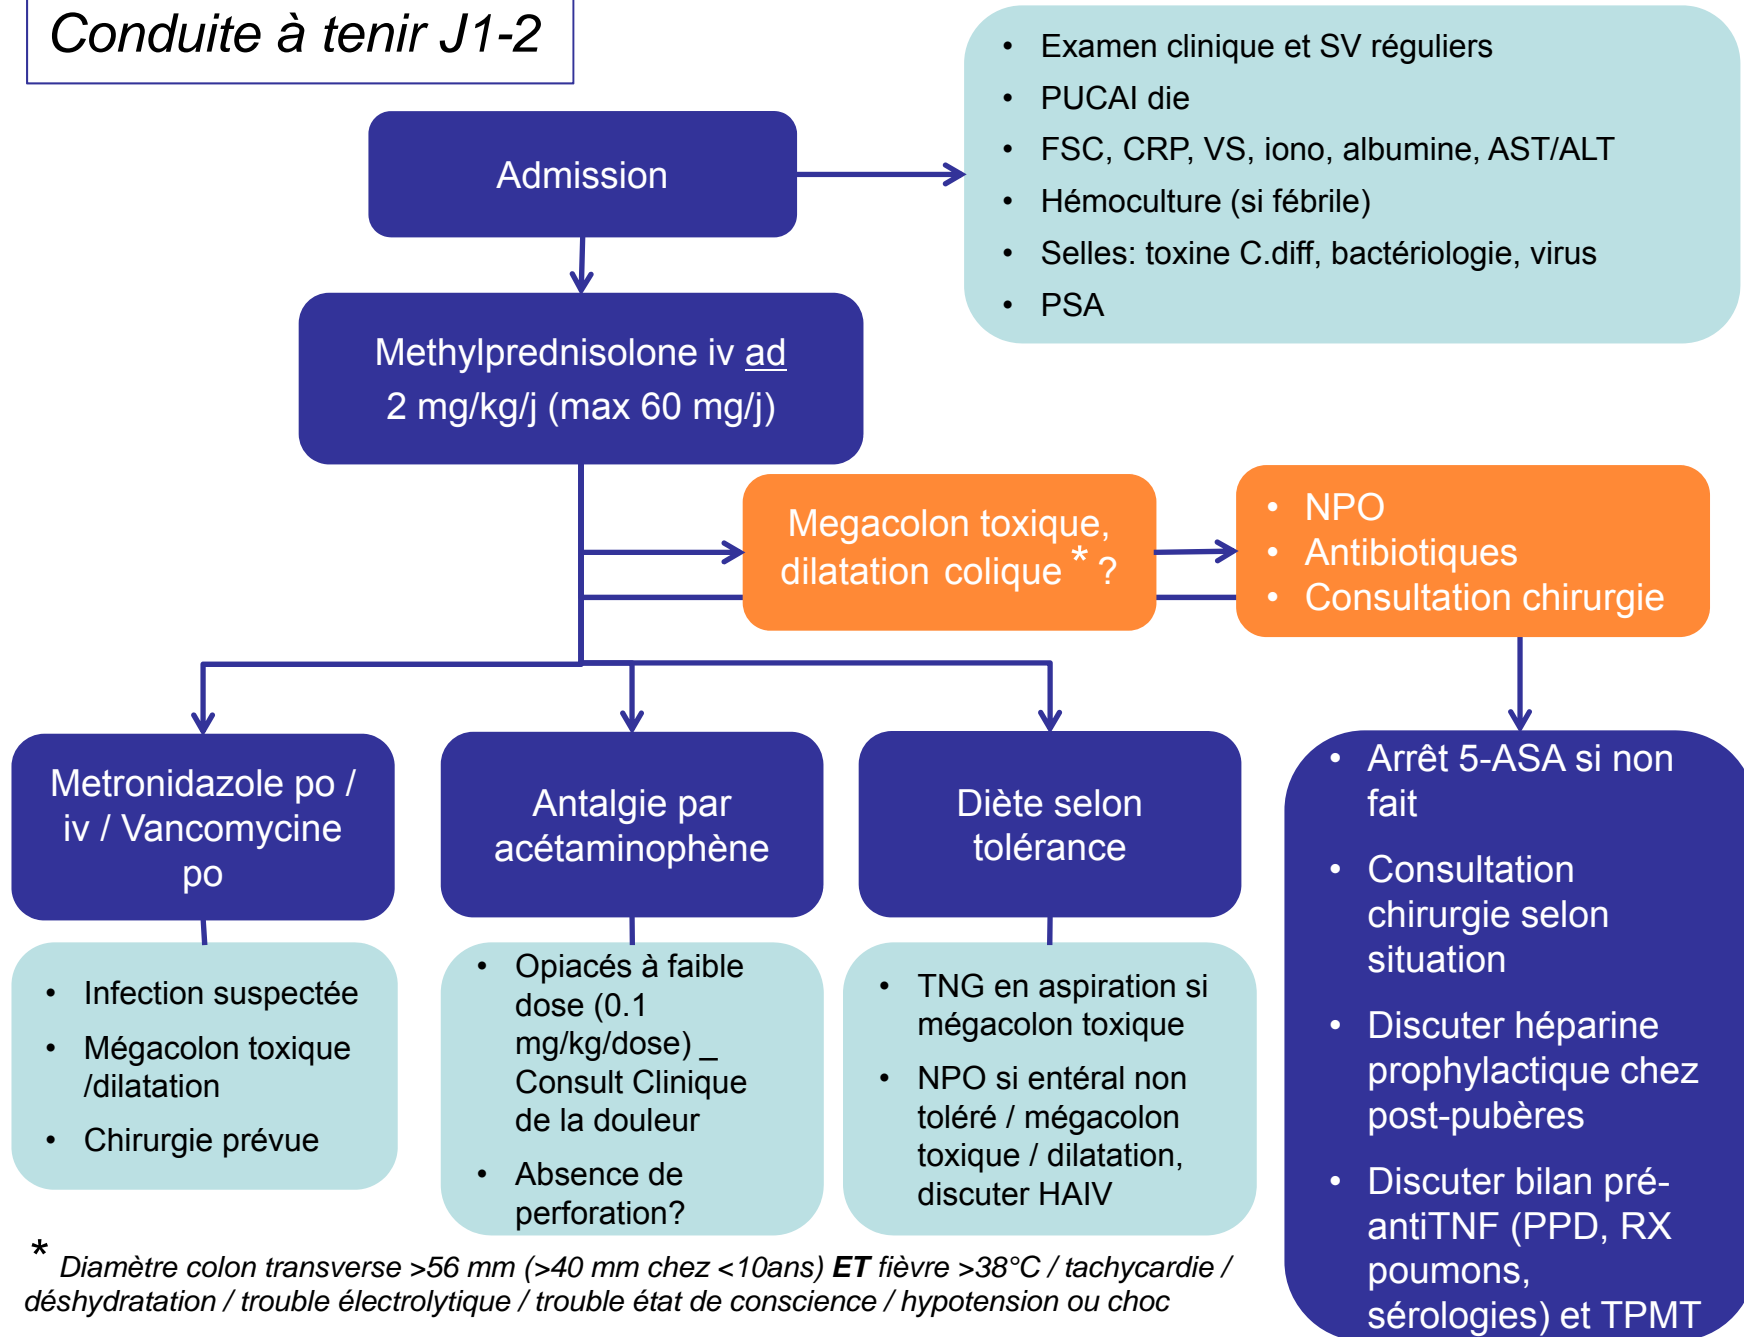 Conduite à tenir J1-2
• Examen clinique et SV réguliers
• PUCAI die
• FSC, CRP, VS, iono, albumine, AST/ALT
• Hémoculture (si fébrile)
• Selles: toxine C.diff, bactériologie, virus
• PSA
Admission
Methylprednisolone iv ad
2 mg/kg/j (max 60 mg/j)
Megacolon toxique,
dilatation colique * ?
• NPO
• Antibiotiques
• Consultation chirurgie
Metronidazole po /
iv / Vancomycine
po
Antalgie par
acétaminophène
Diète selon
tolérance
• Arrêt 5-ASA si non
fait
• Consultation
chirurgie selon
situation
• Discuter héparine
prophylactique chez
post-pubères
• Discuter bilan pré-
antiTNF (PPD, RX
poumons,
sérologies) et TPMT
• Infection suspectée
• Mégacolon toxique
/dilatation
• Chirurgie prévue
• Opiacés à faible
dose (0.1
mg/kg/dose) _
Consult Clinique
de la douleur
• Absence de
perforation?
• TNG en aspiration si
mégacolon toxique
• NPO si entéral non
toléré / mégacolon
toxique / dilatation,
discuter HAIV
* Diamètre colon transverse >56 mm (>40 mm chez <10ans) ET fièvre >38°C / tachycardie /
déshydratation / trouble électrolytique / trouble état de conscience / hypotension ou choc